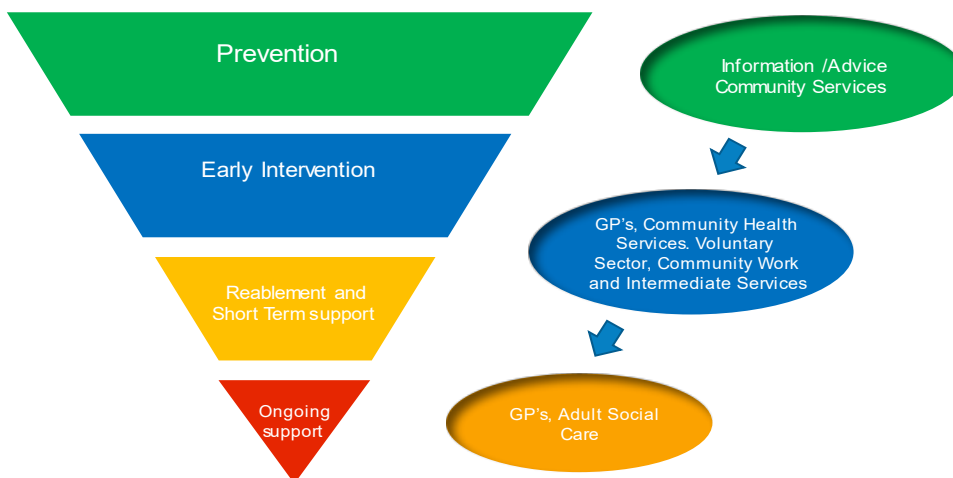 Prevention
Information /Advice
Community Services
Early Intervention
GP's, Community Health
Services. Voluntary
Sector, Community Work
and Intermediate Services
Reablement and
Short Term support
Ongoing
support
GP's, Adult Social
Care